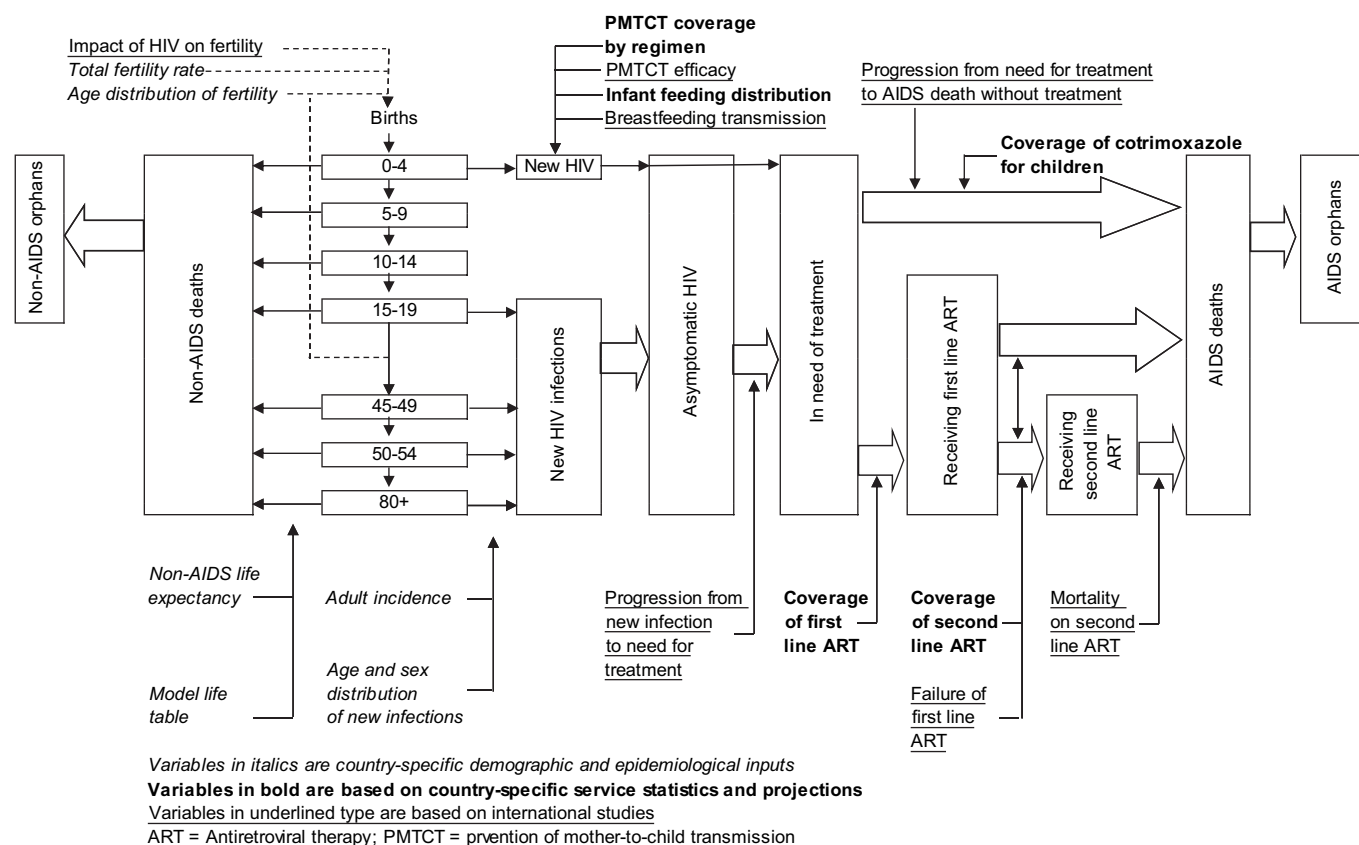 Impact of HIV on fertility
Total fertility rate
Age distribution of fertility
Births
PMTCT coverage
by regimen
PMTCT efficacy
Infant feeding distribution
Breastfeeding transmission
Progression from need for treatment
to AIDS death without treatment
Coverage of cotrimoxazole
for children
Non-AIDS orphans
Non-AIDS deaths
0-4
5-9
10-14
15-19
45-49
50-54
80+
New HIV
New HIV infections
Asymptomatic HIV
In need of treatment
Receiving first line ART
Receiving
second line
ART
AIDS deaths
AIDS orphans
Non-AIDS life
expectancy
Model life
table
Adult incidence
Age and sex
distribution
of new infections
Progression from
new infection
to need for
treatment
Coverage
of first
line ART
Coverage
of second
line ART
Failure of
first line
ART
Mortality
on second
line ART
Variables in italics are country-specific demographic and epidemiological inputs
Variables in bold are based on country-specific service statistics and projections
Variables in underlined type are based on international studies
ART = Antiretroviral therapy; PMTCT = prvention of mother-to-child transmission